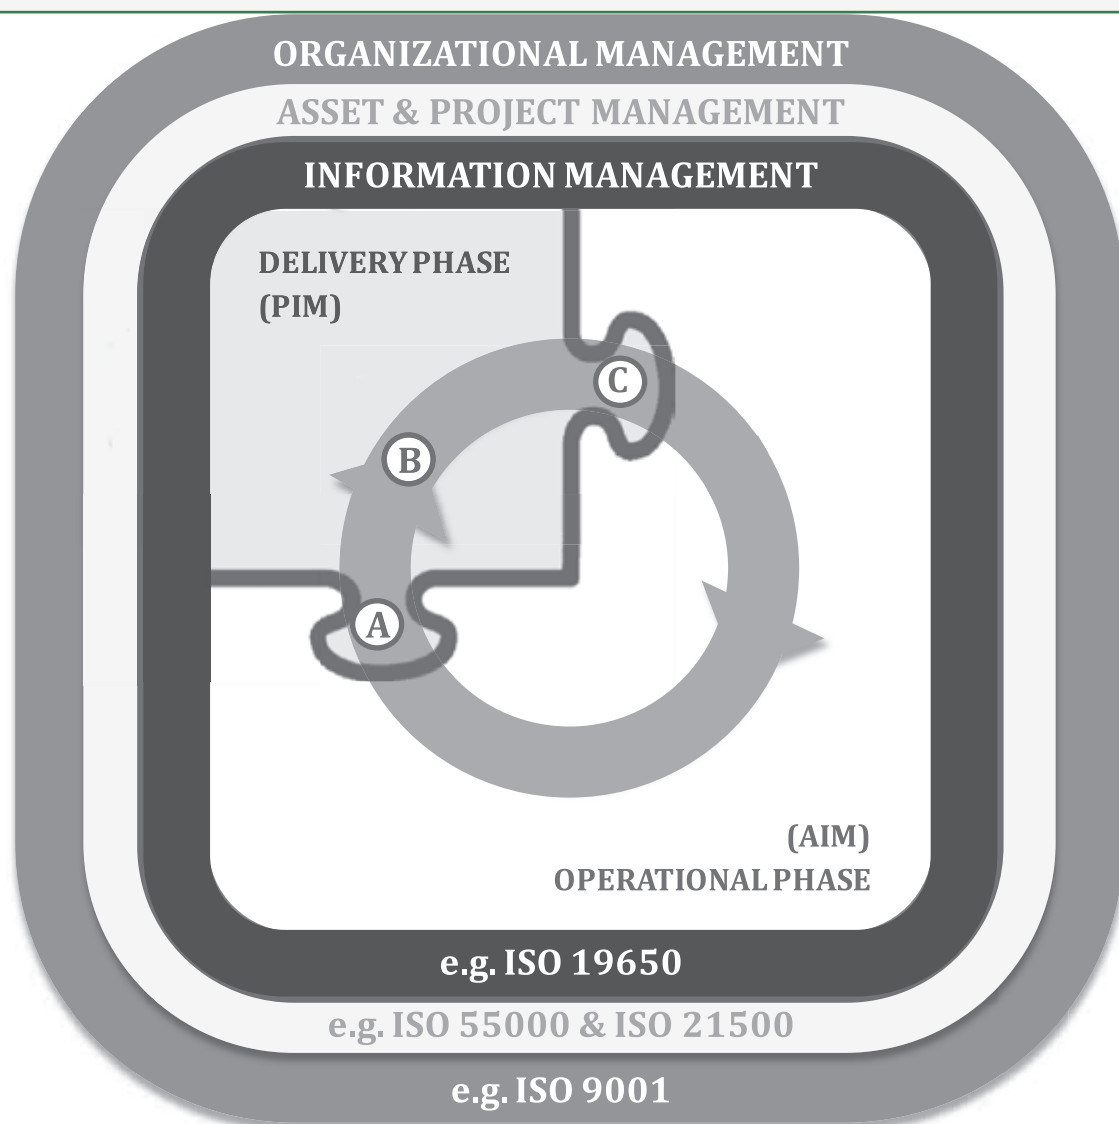 ORGANIZATIONAL MANAGEMENT
ASSET & PROJECT MANAGEMENT
INFORMATION MANAGEMENT
DELIVERY PHASE
(PIM)
C
B
A
(AIM)
OPERATIONAL PHASE
e.g. ISO 19650
e.g. ISO 55000 & ISO 21500
e.g. ISO 9001